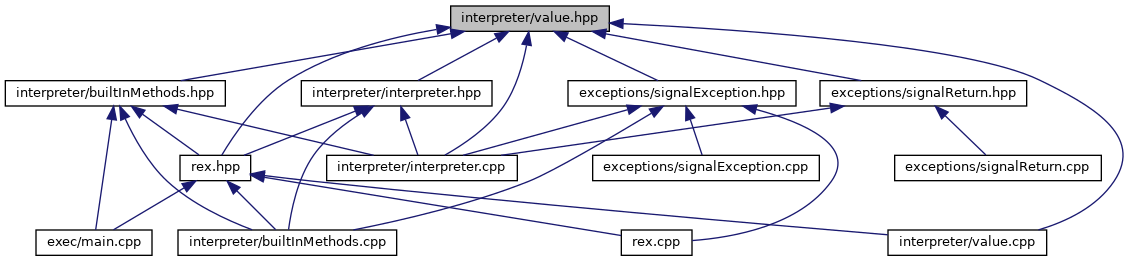 interpreter/value.hpp
interpreter/builtInMethods.hpp
interpreter/interpreter.hpp
exceptions/signalException.hpp
exceptions/signalReturn.hpp
rex.hpp
interpreter/interpreter.cpp
exceptions/signalException.cpp
exceptions/signalReturn.cpp
exec/main.cpp
interpreter/builtInMethods.cpp
rex.cpp
interpreter/value.cpp